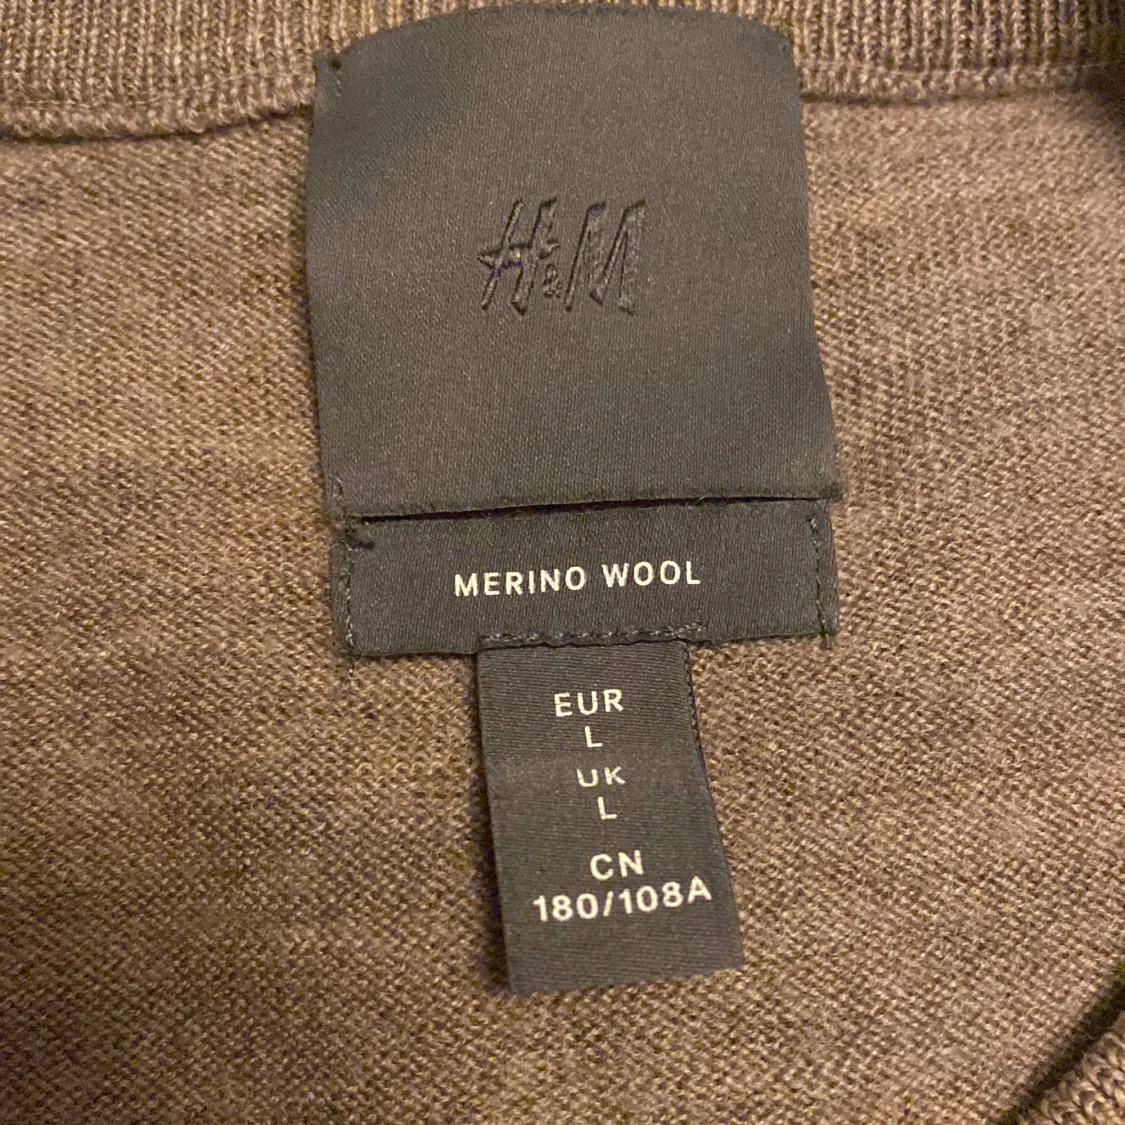 H&M
MERINO WOOL
EUR
L
UK
L
CN
180/108A